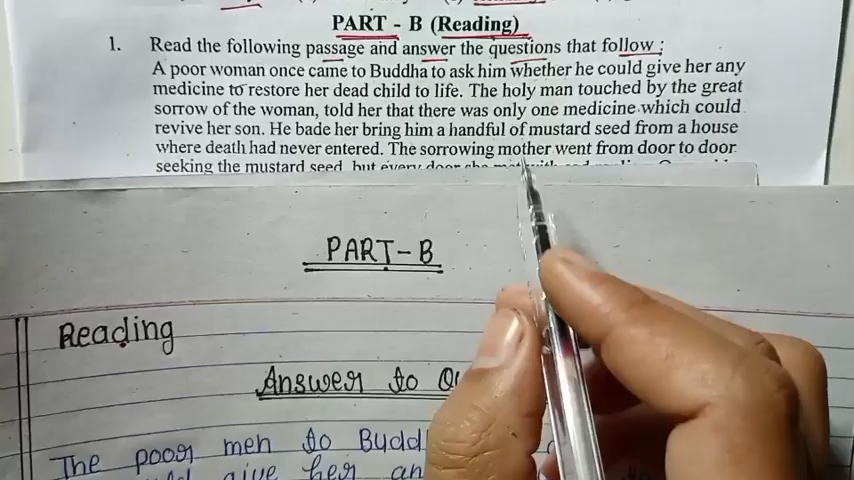 PART - B (Reading)
1. Read the following passage and answer the questions that follow :
A poor woman once came to Buddha to ask him whether he could give her any
medicine to restore her dead child to life. The holy man touched by the great
sorrow of the woman, told her that there was only one medicine which could
revive her son. He bade her bring him a handful of mustard seed from a house
where death had never entered. The sorrowing mother went from door to door
seeking the mustard seed, but every door she met with
PART-B
Reading
Answer to
The poor men to Budd
give her an